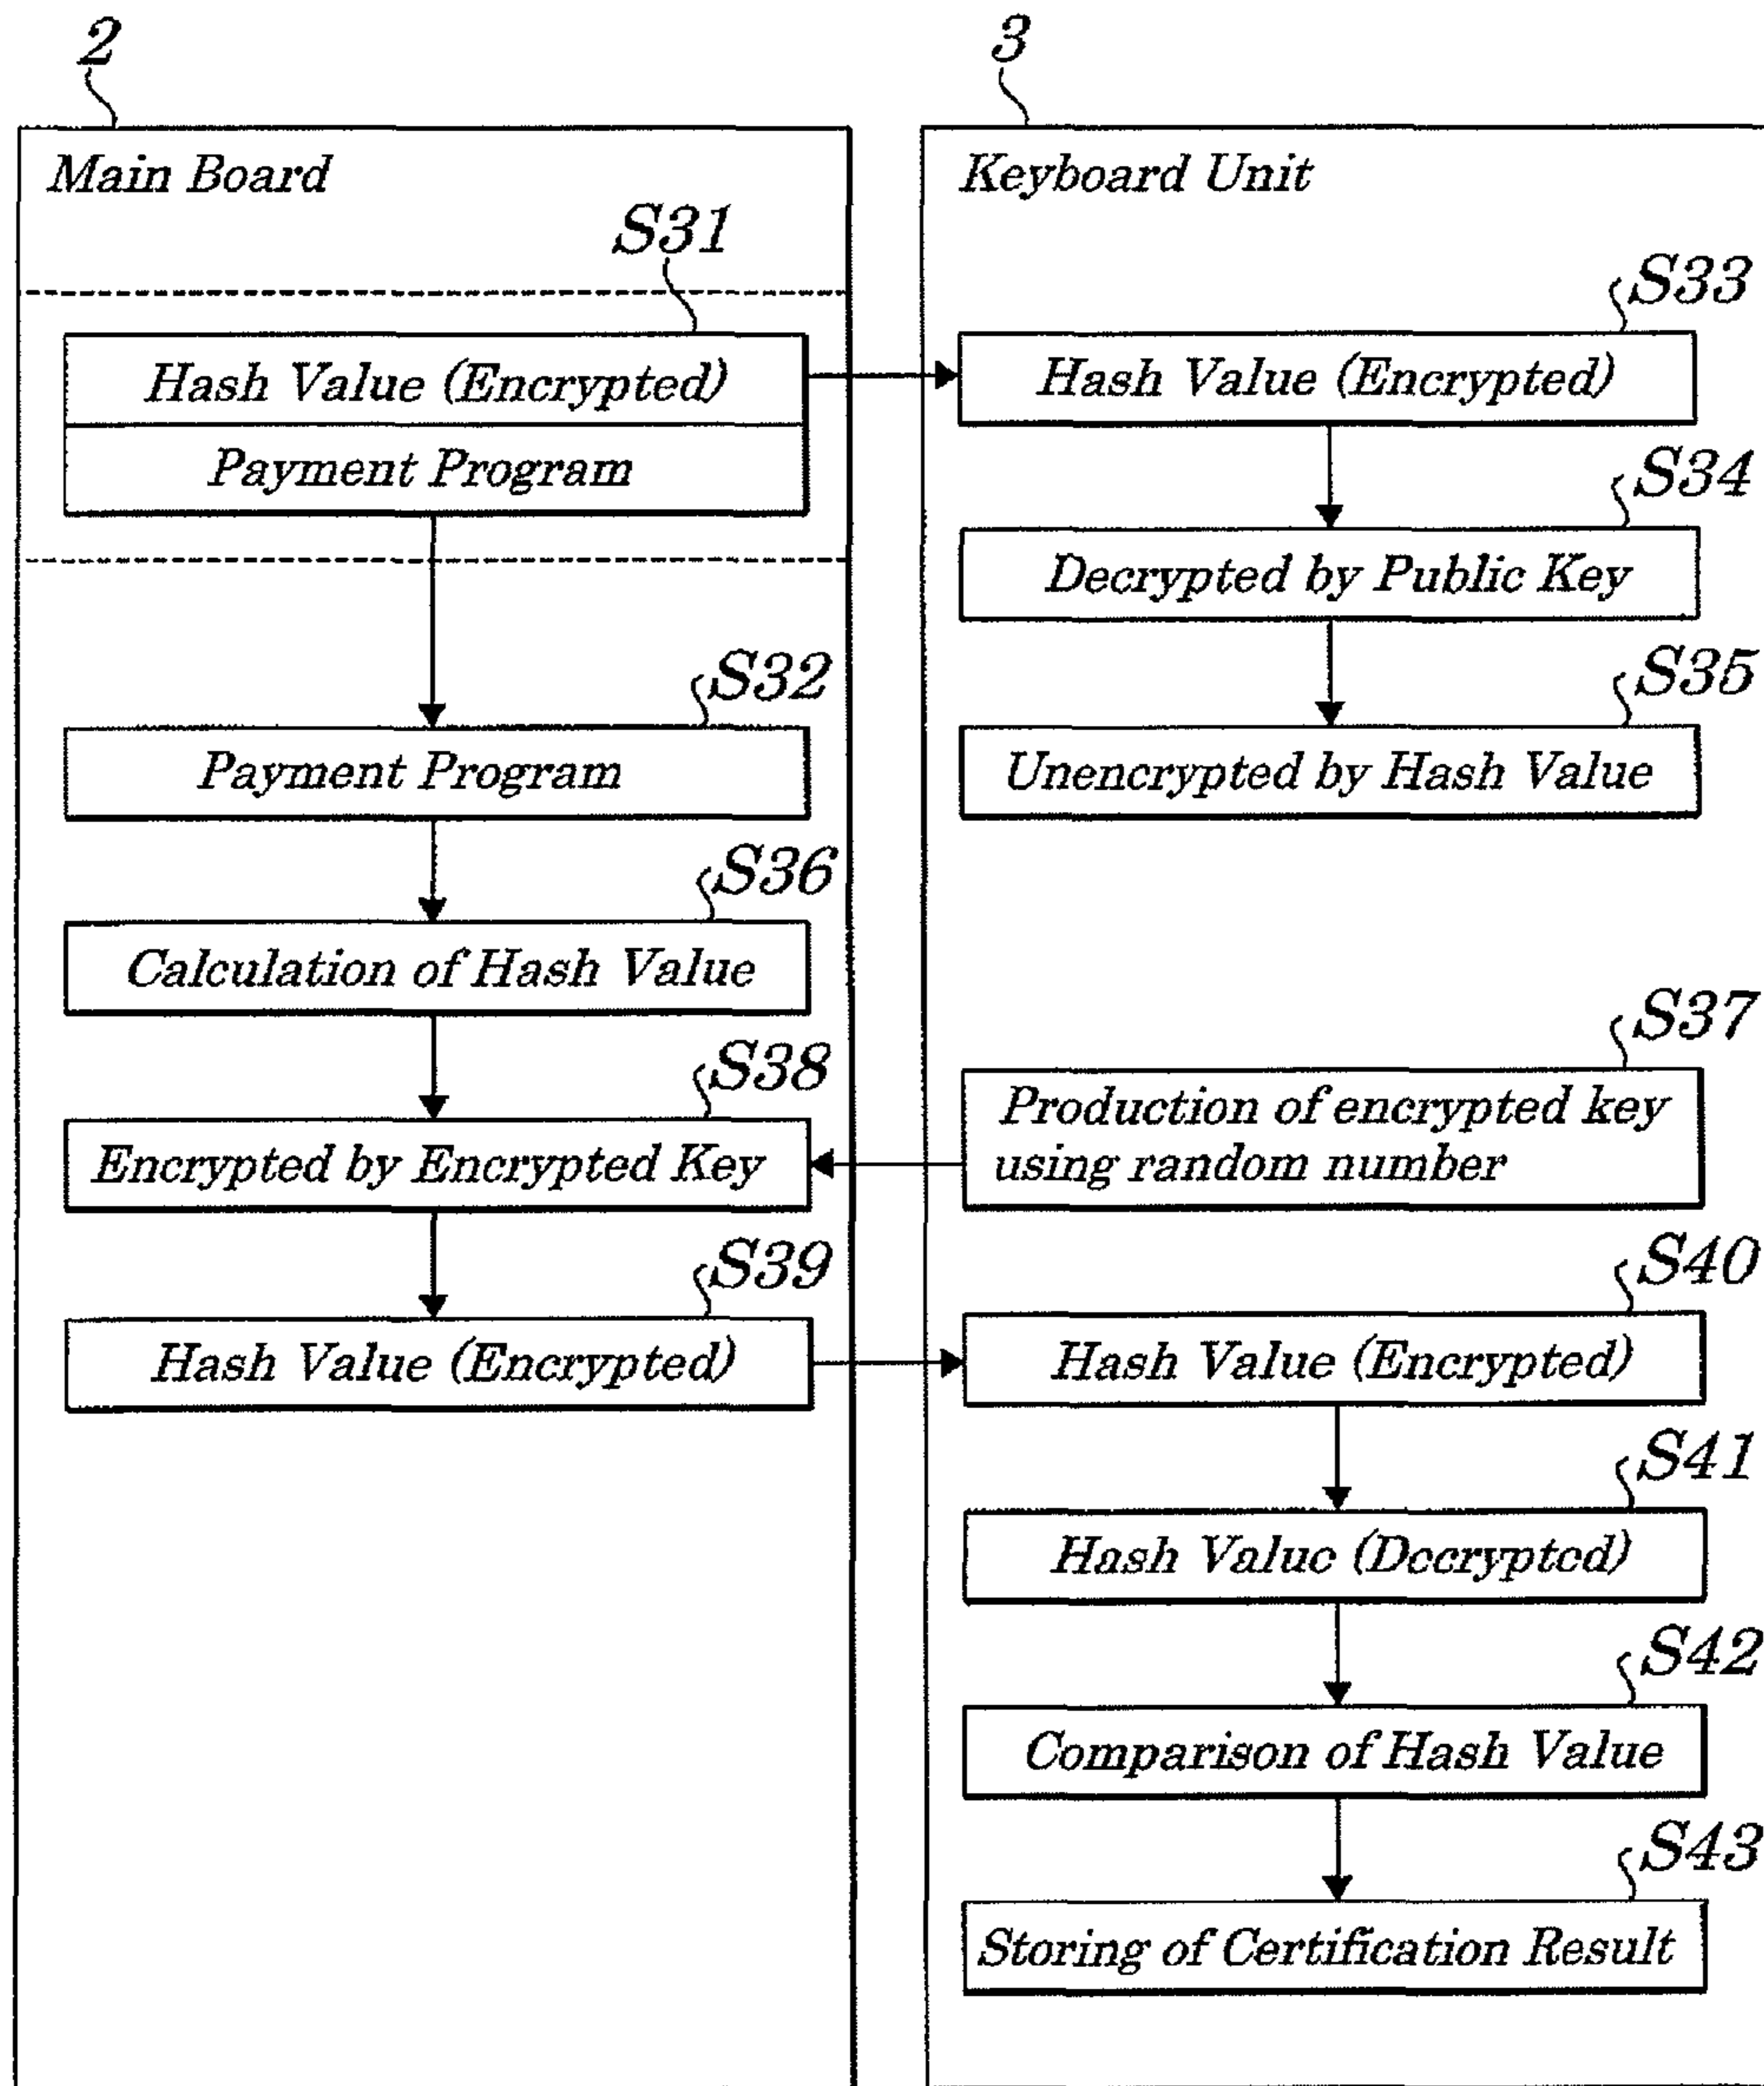 2
Main Board
S31
Hash Value (Encrypted)
Payment Program
S32
Payment Program
S36
Calculation of Hash Value
S38
Encrypted by Encrypted Key
S39
Hash Value (Encrypted)
3
Keyboard Unit
S33
Hash Value (Encrypted)
S34
Decrypted by Public Key
S35
Unencrypted by Hash Value
S37
Production of encrypted key
using random number
S40
Hash Value (Encrypted)
S41
Hash Value (Decrypted)
S42
Comparison of Hash Value
S43
Storing of Certification Result